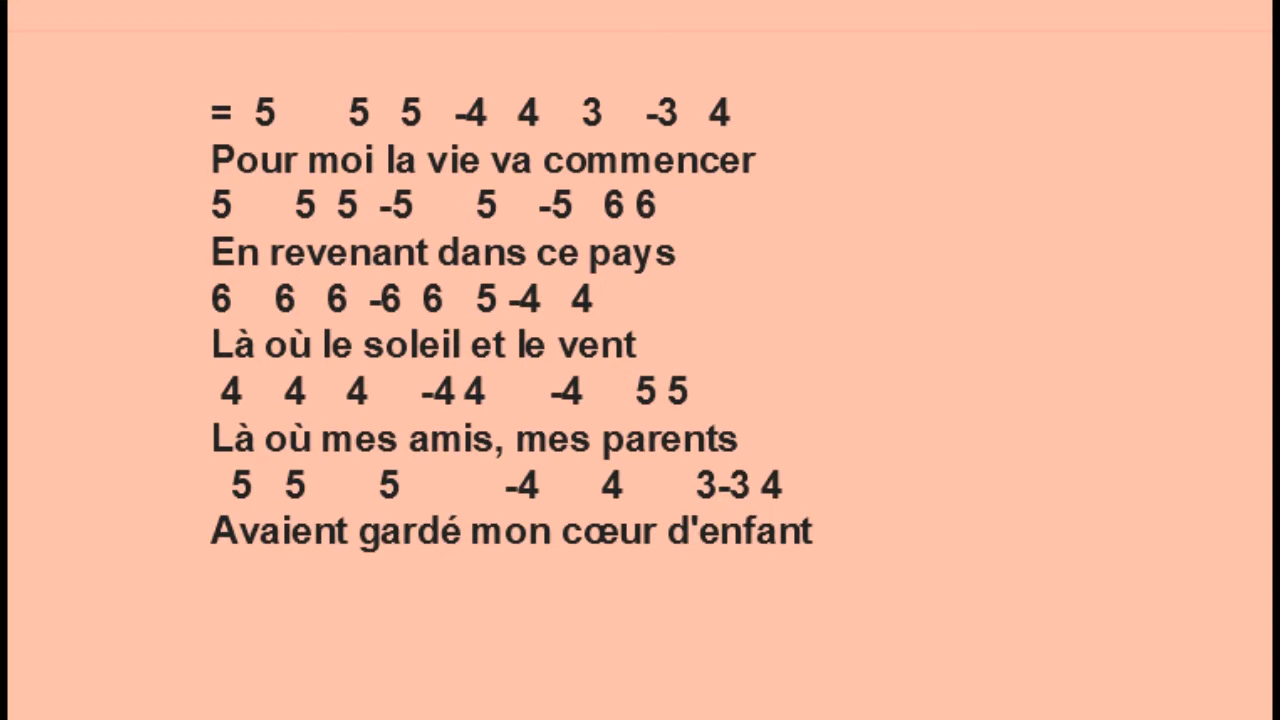 = 5 5 5 -4 4 3 -3 4
Pour moi la vie va commencer
5 5 5 -5 5 -5 6 6
En revenant dans ce pays
6 6 6 -6 6 5 -4 4
Là où le soleil et le vent
4 4 4 -4 4 -4 5 5
Là où mes amis, mes parents
5 5 5 -4 4 3-3 4
Avaient gardé mon cœur d'enfant